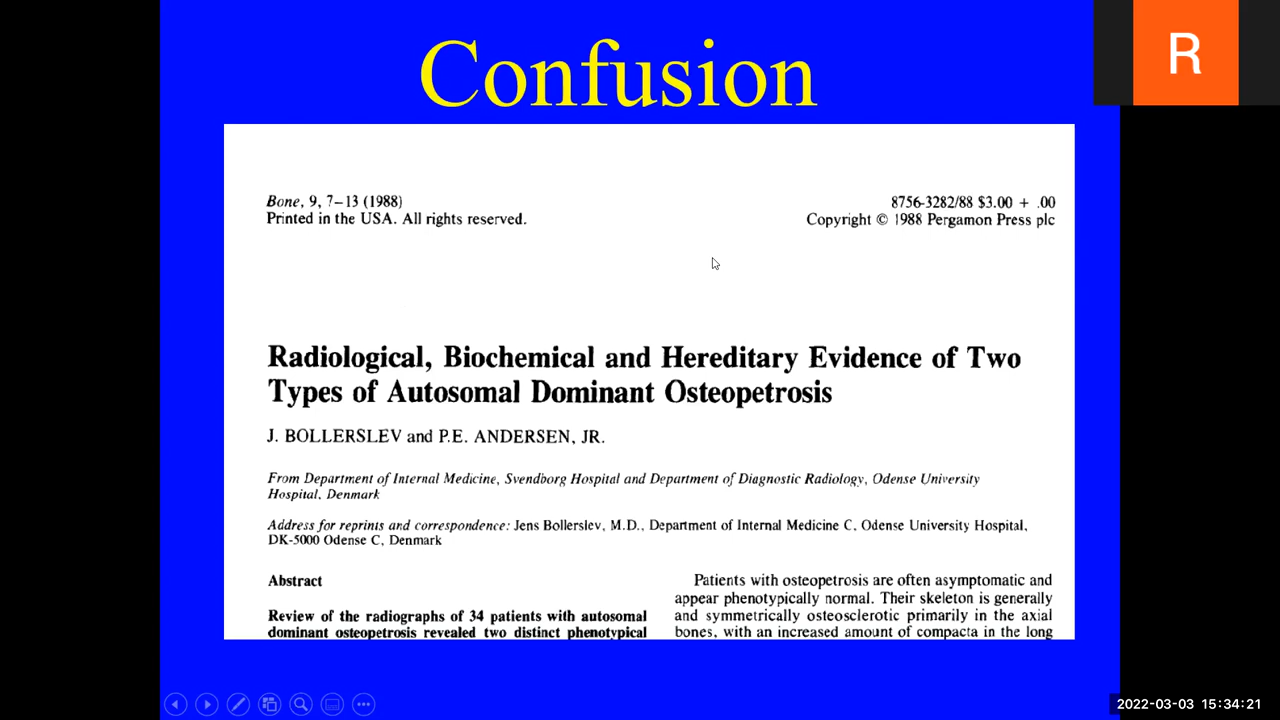 Confusion
R
Bone, 9, 7–13 (1988)
8756-3282/88 $3.00 + .00
Printed in the USA. All rights reserved.
Copyright © 1988 Pergamon Press plc
Radiological, Biochemical and Hereditary Evidence of Two
Types of Autosomal Dominant Osteopetrosis
J. BOLLERSLEV and P.E. ANDERSEN, JR.
From Department of Internal Medicine, Svendborg Hospital and Department of Diagnostic Radiology, Odense University
Hospital, Denmark
Address for reprints and correspondence: Jens Bollerslev, M.D., Department of Internal Medicine C, Odense University Hospital,
DK-5000 Odense C, Denmark
Abstract
Review of the radiographs of 34 patients with autosomal
dominant osteopetrosis revealed two distinct phenotypical
Patients with osteopetrosis are often asymptomatic and
appear phenotypically normal. Their skeleton is generally
and symmetrically osteosclerotic primarily in the axial
bones, with an increased amount of compacta in the long
2022-03-03 15:34:21